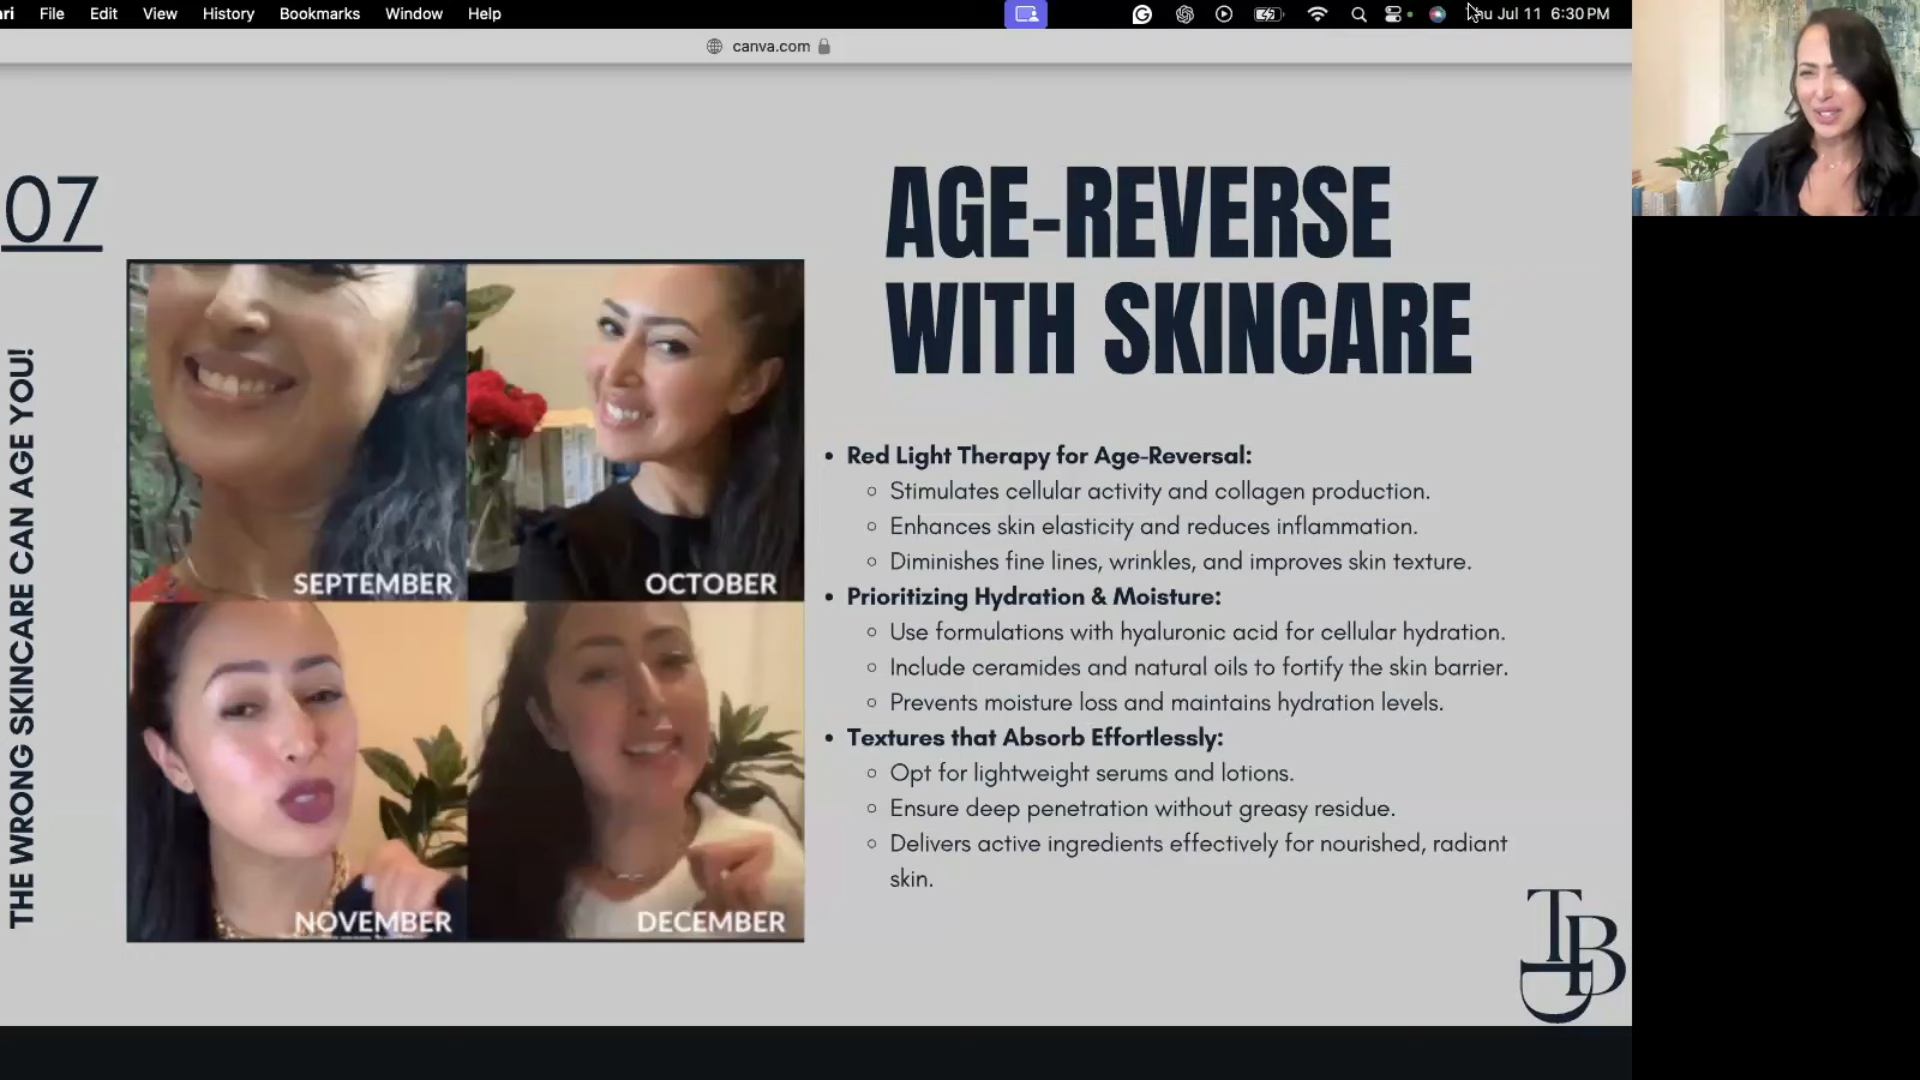 File Edit View History Bookmarks Window Help
Jul 11 6:30 PM
canva.com
07
THE WRONG SKINCARE CAN AGE YOU!
SEPTEMBER
OCTOBER
NOVEMBER
DECEMBER
AGE-REVERSE
WITH SKINCARE
• Red Light Therapy for Age-Reversal:
○ Stimulates cellular activity and collagen production.
○ Enhances skin elasticity and reduces inflammation.
○ Diminishes fine lines, wrinkles, and improves skin texture.
• Prioritizing Hydration & Moisture:
○ Use formulations with hyaluronic acid for cellular hydration.
○ Include ceramides and natural oils to fortify the skin barrier.
○ Prevents moisture loss and maintains hydration levels.
• Textures that Absorb Effortlessly:
○ Opt for lightweight serums and lotions.
○ Ensure deep penetration without greasy residue.
○ Delivers active ingredients effectively for nourished, radiant
skin.